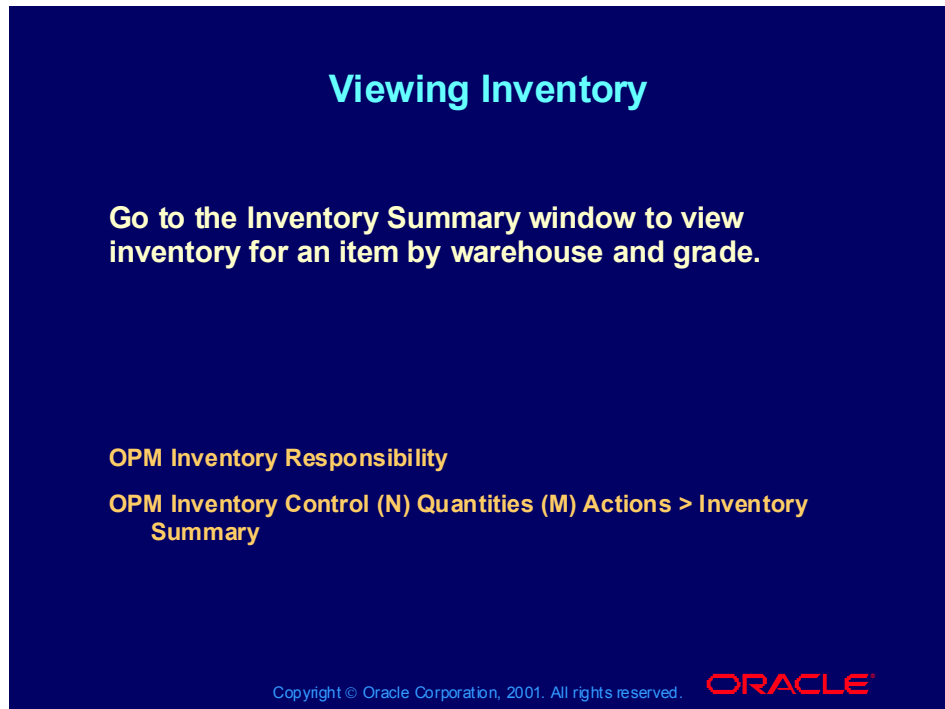 Viewing Inventory
Go to the Inventory Summary window to view
inventory for an item by warehouse and grade.
OPM Inventory Responsibility
OPM Inventory Control (N) Quantities (M) Actions > Inventory
Summary
Copyright © Oracle Corporation, 2001. All rights reserved.
ORACLE®